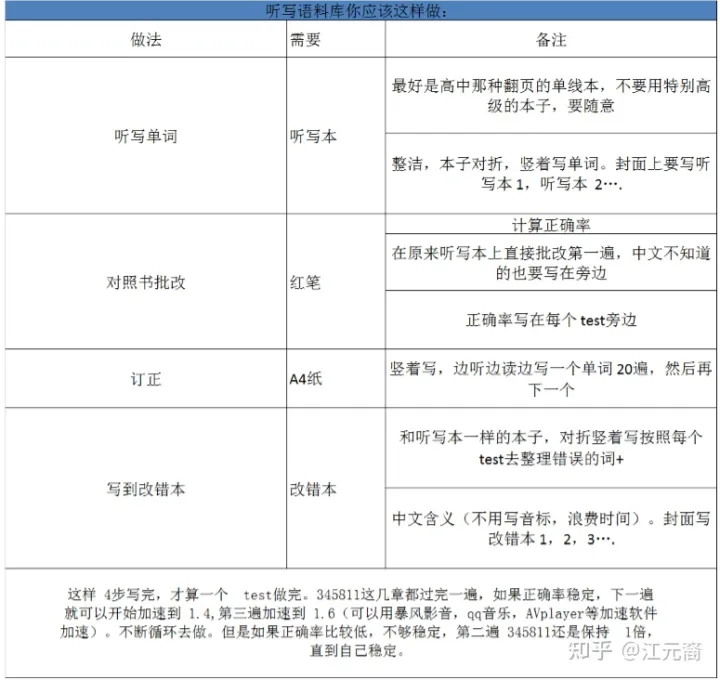 听写语料库你应该这样做：
做法
需要
备注
听写单词
听写本
最好是高中那种翻页的单线本，不要用特别高
级的本子，要随意
整洁，本子对折，竖着写单词。封面上要写听
写本 1，听写本 2….
对照书批改
红笔
计算正确率
在原来听写本上直接批改第一遍，中文不知道
的也要写在旁边
正确率写在每个 test旁边
订正
A4纸
竖着写，边听边读边写一个单词 20遍，然后再
下一个
写到改错本
改错本
和听写本一样的本子，对折竖着写按照每个
test去整理错误的词+
中文含义（不用写音标，浪费时间）。封面写
改错本 1，2，3….
这样 4步写完，才算一个 test做完。345811这几章都过完一遍，如果正确率稳定，下一遍
就可以开始加速到 1.4,第三遍加速到 1.6（可以用暴风影音，qq音乐，AVplayer等加速软件
加速）。不断循环去做。但是如果正确率比较低，不够稳定，第二遍 345811还是保持 1倍，
直到自己稳定。
知乎 @江元裔